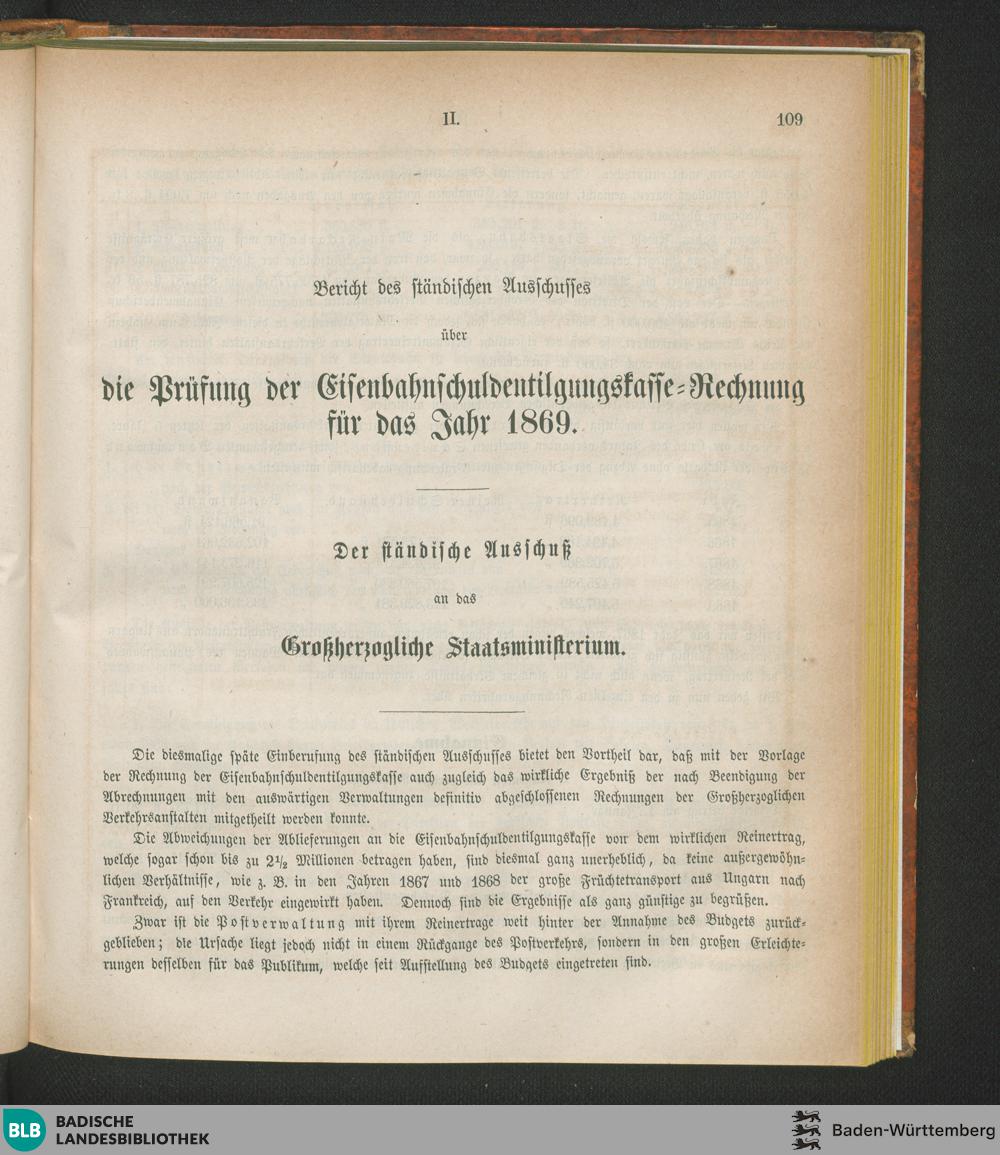 II.
109
Bericht des ständischen Ausschusses
über
die Prüfung der Eisenbahnschuldentilgungskasse-Rechnung
für das Jahr 1869.
Der ständische Ausschuß
an das
Großherzogliche Staatsministerium.
Die diesmalige späte Einberufung des ständischen Ausschusses bietet den Vortheil dar, daß mit der Vorlage
der Rechnung der Eisenbahnschuldentilgungskasse auch zugleich das wirkliche Ergebniß der nach Beendigung der
Abrechnungen mit den auswärtigen Verwaltungen definitiv abgeschlossenen Rechnungen der Großherzoglichen
Verkehrsanstalten mitgetheilt werden konnte.
Die Abweichungen der Ablieferungen an die Eisenbahnschuldentilgungskasse von dem wirklichen Reinertrag,
welche sogar schon bis zu 2½ Millionen betragen haben, sind diesmal ganz unerheblich, da keine außergewöhn-
lichen Verhältnisse, wie z. B. in den Jahren 1867 und 1868 der große Früchtetransport aus Ungarn nach
Frankreich, auf den Verkehr eingewirkt haben. Dennoch sind die Ergebnisse als ganz günstige zu begrüßen.
Zwar ist die Postverwaltung mit ihrem Reinertrage weit hinter der Annahme des Budgets zurück-
geblieben; die Ursache liegt jedoch nicht in einem Rückgange des Postverkehrs, sondern in den großen Erleichte-
rungen desselben für das Publikum, welche seit Aufstellung des Budgets eingetreten sind.
BLB
BADISCHE
LANDESBIBLIOTHEK
Baden-Württemberg